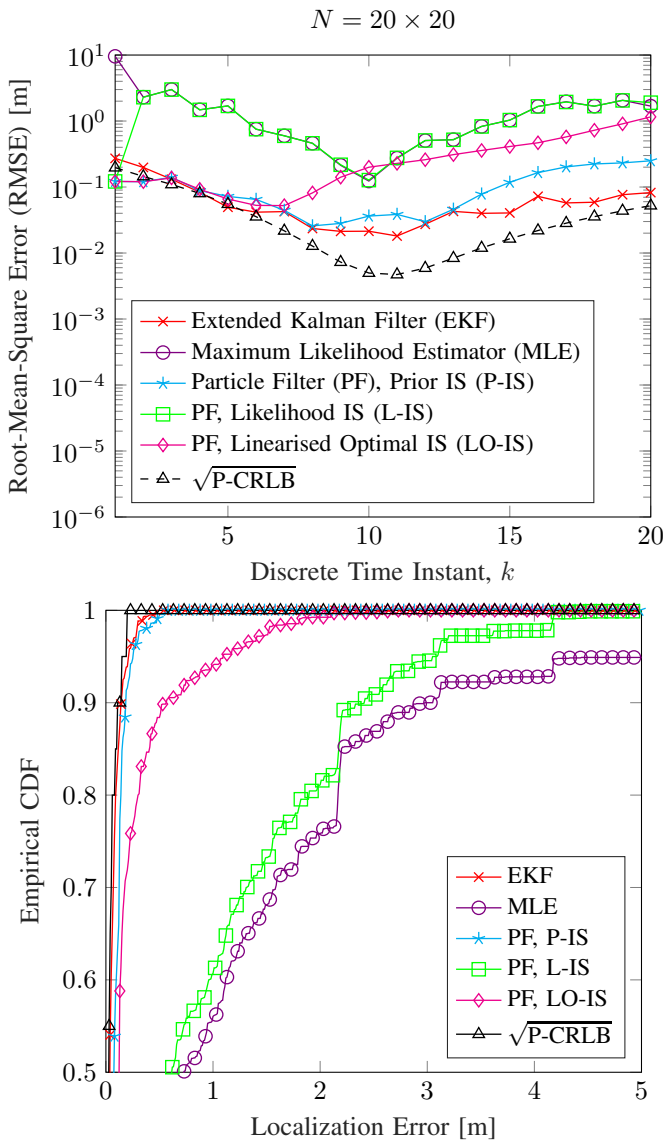 N = 20 × 20
Root-Mean-Square Error (RMSE) [m]
10^1
10^0
10^−1
10^−2
10^−3
10^−4
10^−5
10^−6
Extended Kalman Filter (EKF)
Maximum Likelihood Estimator (MLE)
Particle Filter (PF), Prior IS (P-IS)
PF, Likelihood IS (L-IS)
PF, Linearised Optimal IS (LO-IS)
√P-CRLB
5 10 15 20
Discrete Time Instant, k
Empirical CDF
1
0.9
0.8
0.7
0.6
0.5
EKF
MLE
PF, P-IS
PF, L-IS
PF, LO-IS
√P-CRLB
0 1 2 3 4 5
Localization Error [m]